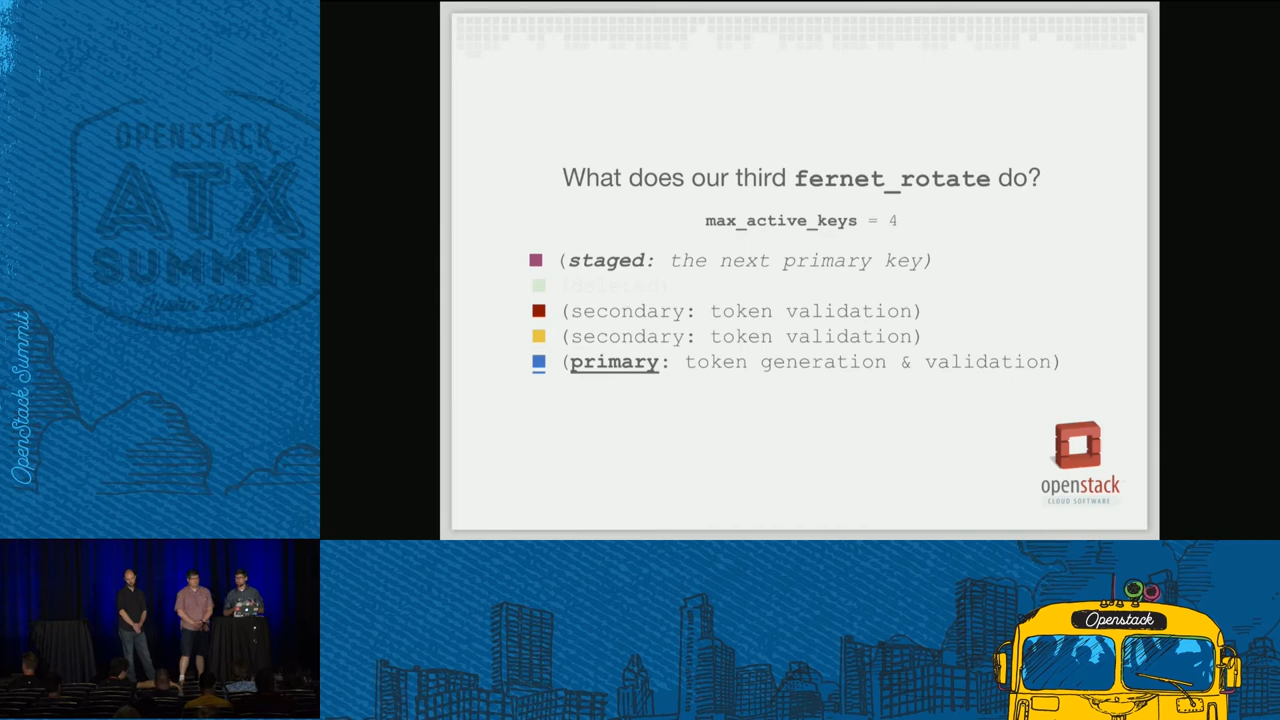 OPENSTACK
ATX
SUMMIT
Austin 2016
OpenStack Summit
What does our third fernet_rotate do?
max_active_keys = 4
(staged: the next primary key)
(deleted)
(secondary: token validation)
(secondary: token validation)
(primary: token generation & validation)
openstack
CLOUD SOFTWARE
Openstack